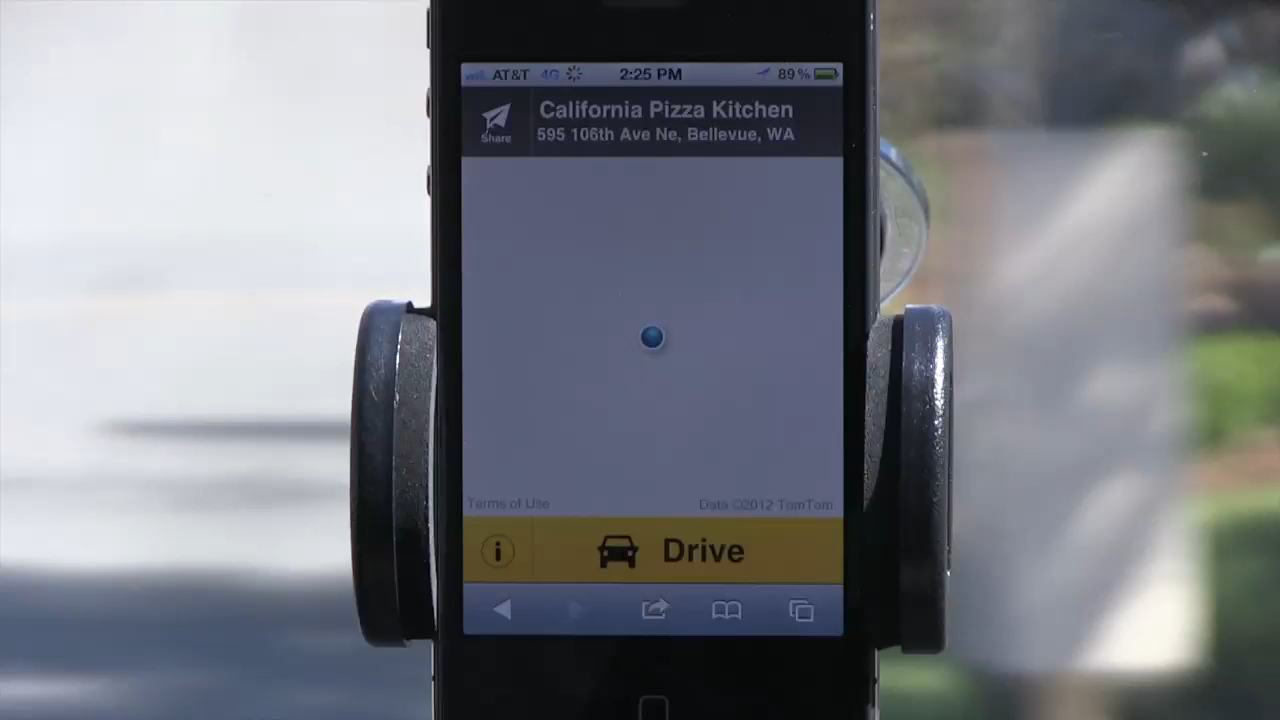 AT&T 4G 2:25 PM 89%
California Pizza Kitchen
Share 595 106th Ave Ne, Bellevue, WA
Terms of Use Data ©2012 TomTom
i Drive